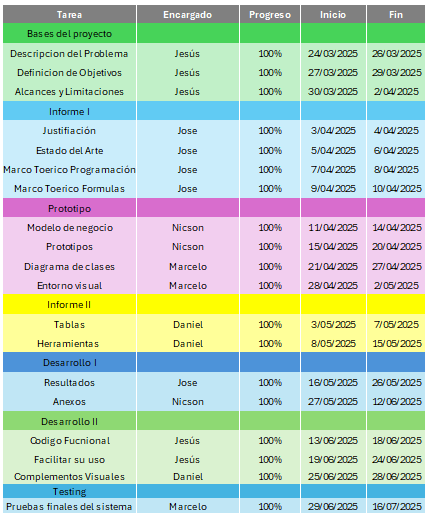 Tarea Encargado Progreso Inicio Fin
Bases del proyecto
Descripcion del Problema Jesús 100% 24/03/2025 26/03/2025
Definicion de Objetivos Jesús 100% 27/03/2025 29/03/2025
Alcances y Limitaciones Jesús 100% 30/03/2025 2/04/2025
Informe I
Justifiación Jose 100% 3/04/2025 4/04/2025
Estado del Arte Jose 100% 5/04/2025 6/04/2025
Marco Toerico Programación Jose 100% 7/04/2025 8/04/2025
Marco Toerico Formulas Jose 100% 9/04/2025 10/04/2025
Prototipo
Modelo de negocio Nicson 100% 11/04/2025 14/04/2025
Prototipos Nicson 100% 15/04/2025 20/04/2025
Diagrama de clases Marcelo 100% 21/04/2025 27/04/2025
Entorno visual Marcelo 100% 28/04/2025 2/05/2025
Informe II
Tablas Daniel 100% 3/05/2025 7/05/2025
Herramientas Daniel 100% 8/05/2025 15/05/2025
Desarrollo I
Resultados Jose 100% 16/05/2025 26/05/2025
Anexos Nicson 100% 27/05/2025 12/06/2025
Desarrollo II
Codigo Fucnional Jesús 100% 13/06/2025 18/06/2025
Facilitar su uso Jesús 100% 19/06/2025 24/06/2025
Complementos Visuales Daniel 100% 25/06/2025 28/06/2025
Testing
Pruebas finales del sistema Marcelo 100% 29/06/2025 16/07/2025